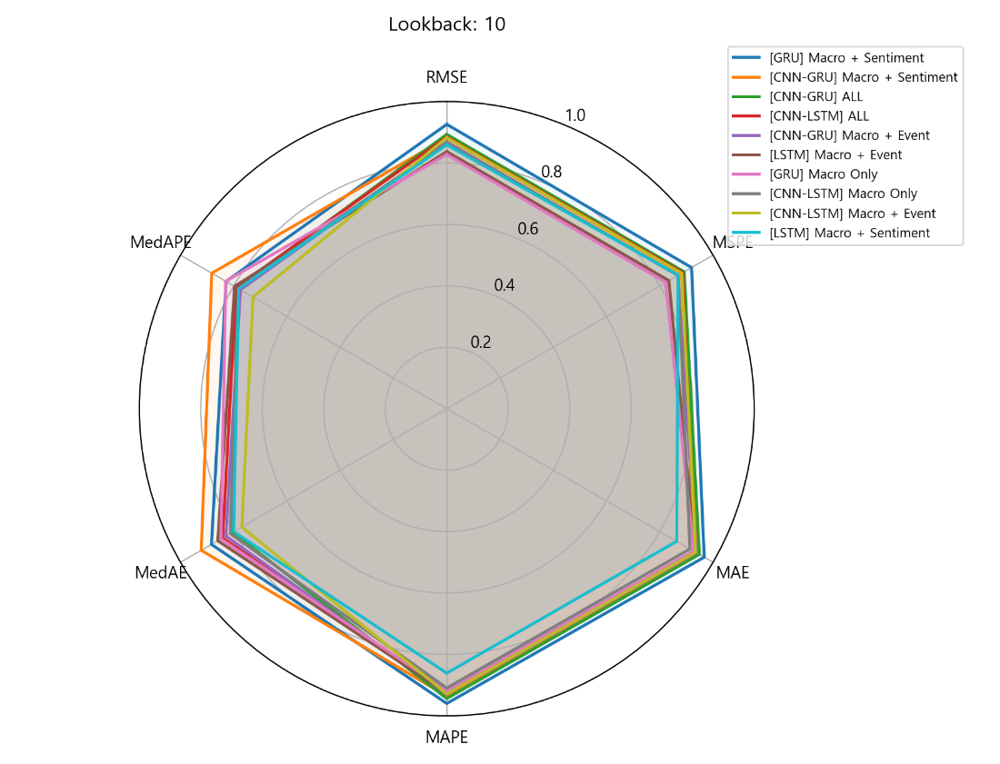 Lookback: 10
RMSE
[GRU] Macro + Sentiment
[CNN-GRU] Macro + Sentiment
[CNN-GRU] ALL
[CNN-LSTM] ALL
[CNN-GRU] Macro + Event
[LSTM] Macro + Event
[GRU] Macro Only
[CNN-LSTM] Macro Only
[CNN-LSTM] Macro + Event
[LSTM] Macro + Sentiment
1.0
0.8
0.6
0.4
0.2
MedAPE
MSPE
MedAE
MAE
MAPE